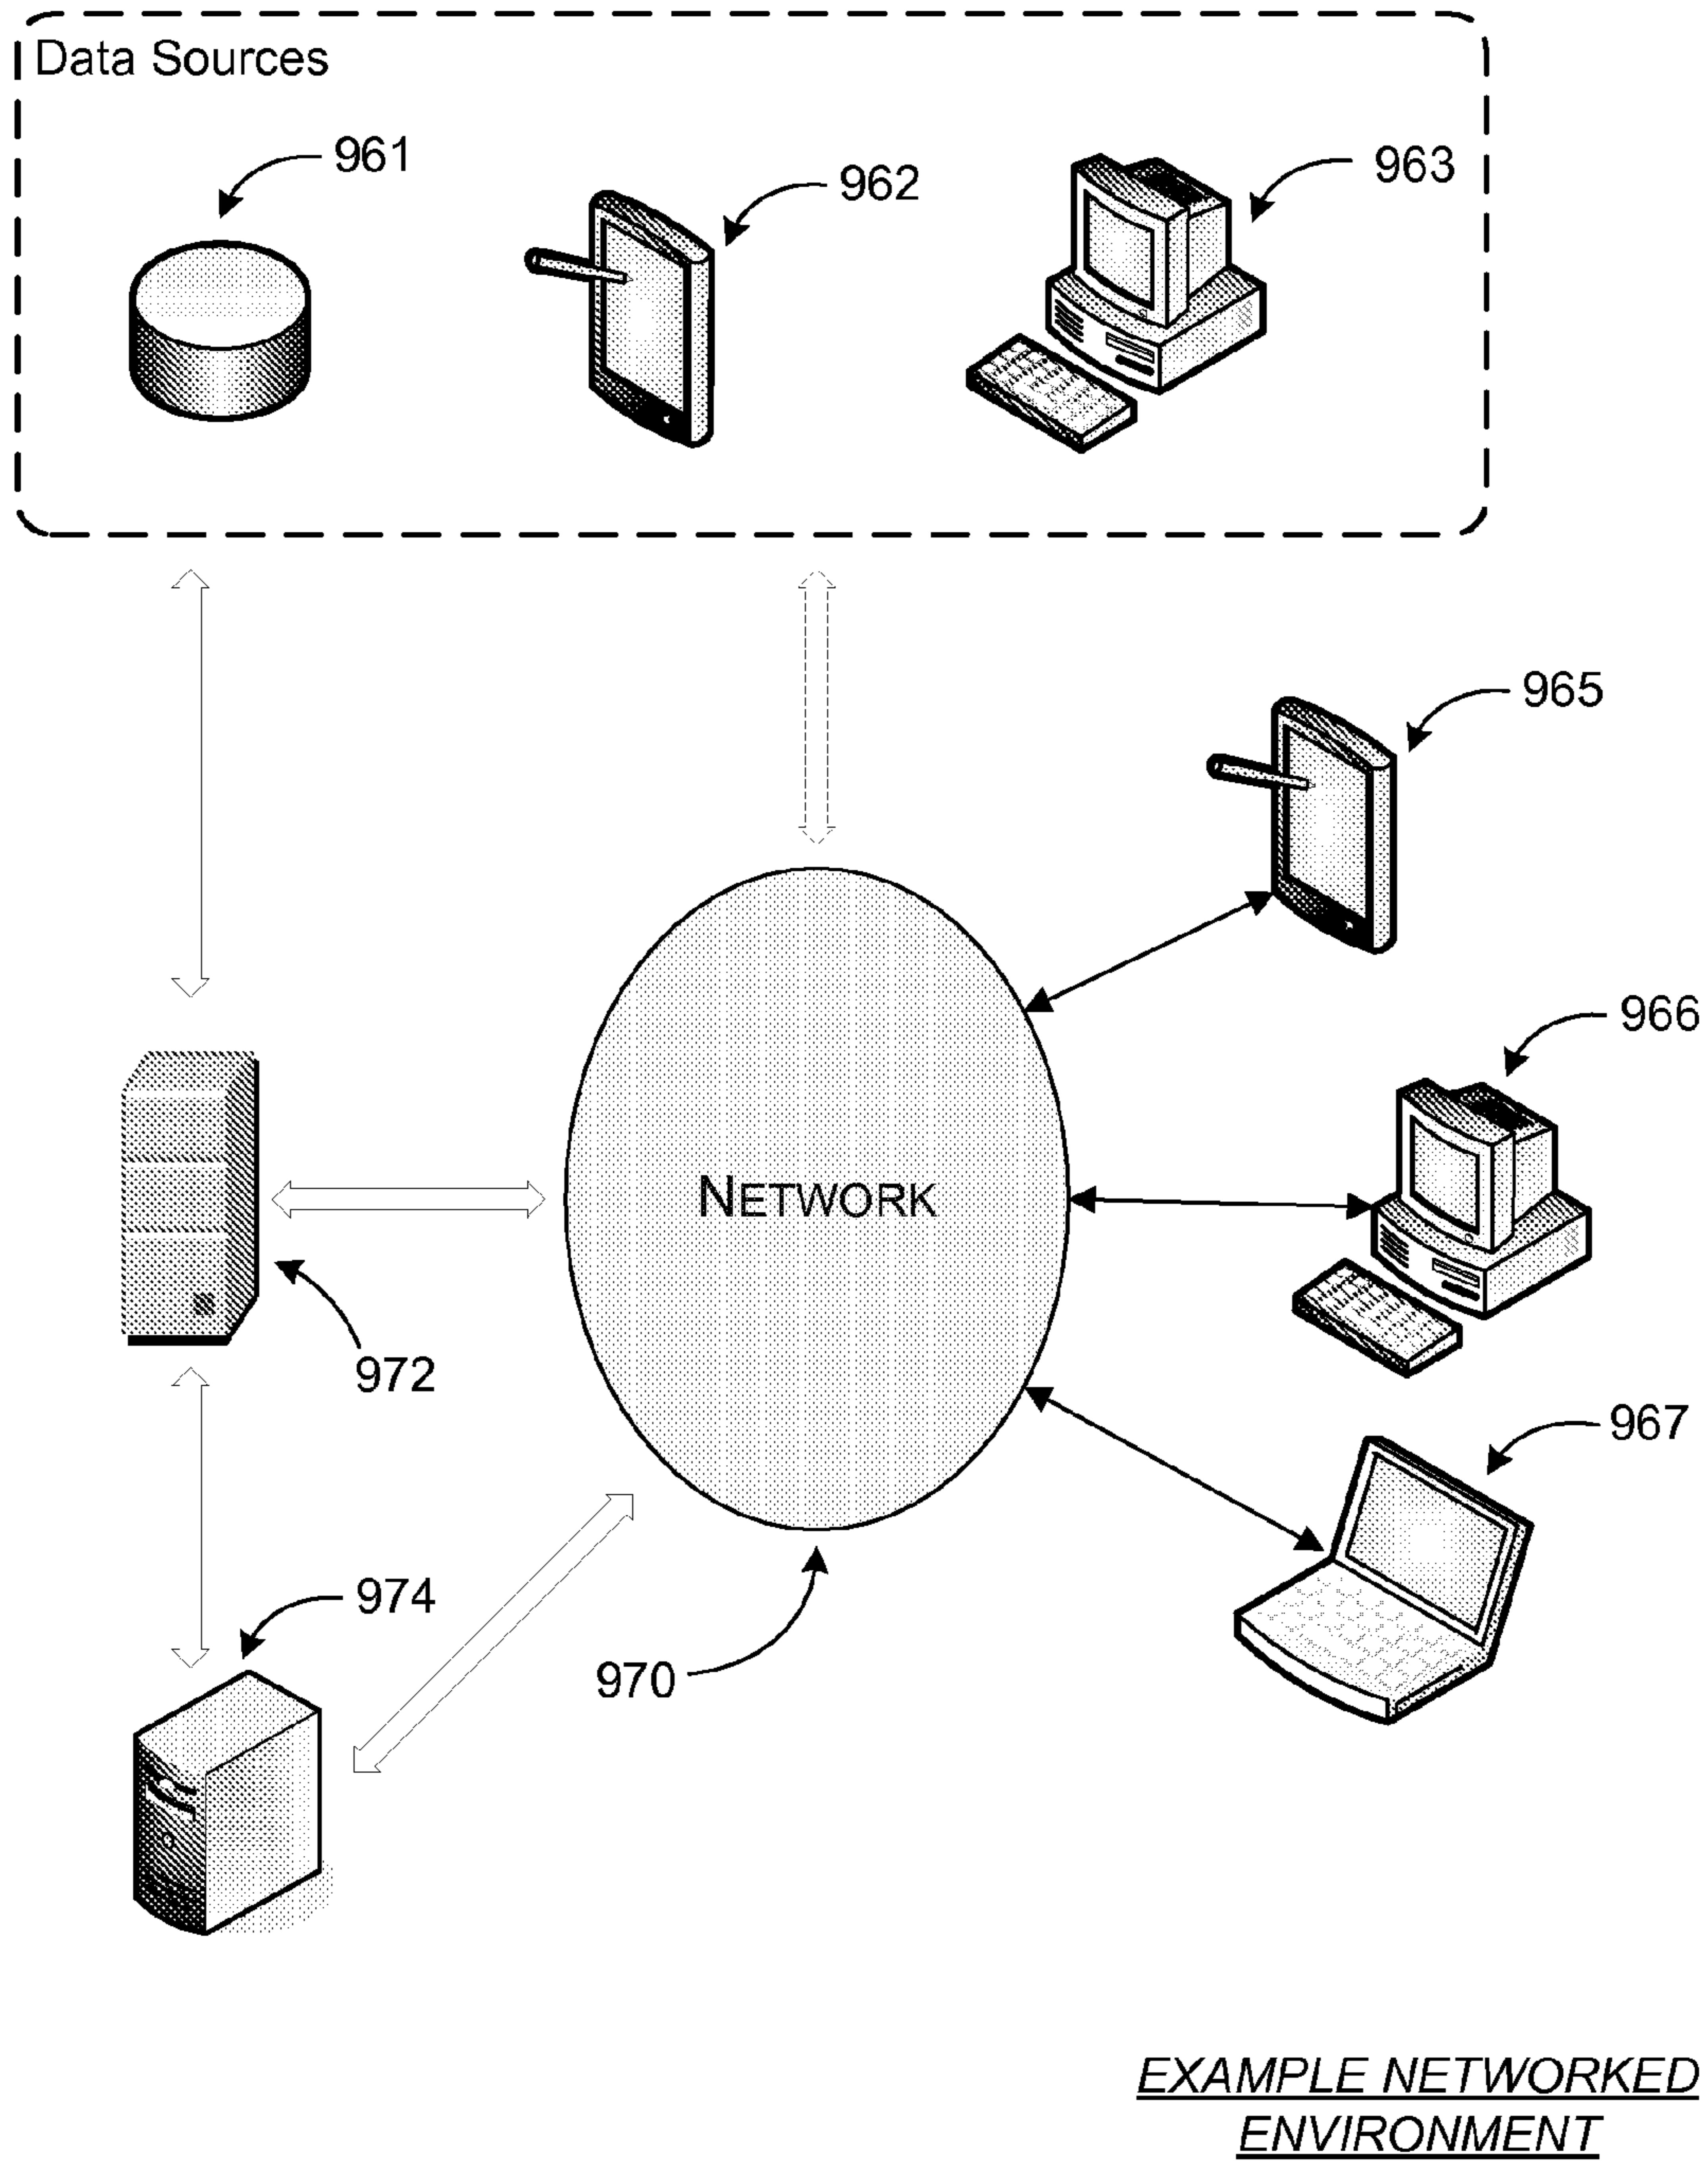 Data Sources
961
962
963
965
966
NETWORK
972
967
974
970
EXAMPLE NETWORKED
ENVIRONMENT